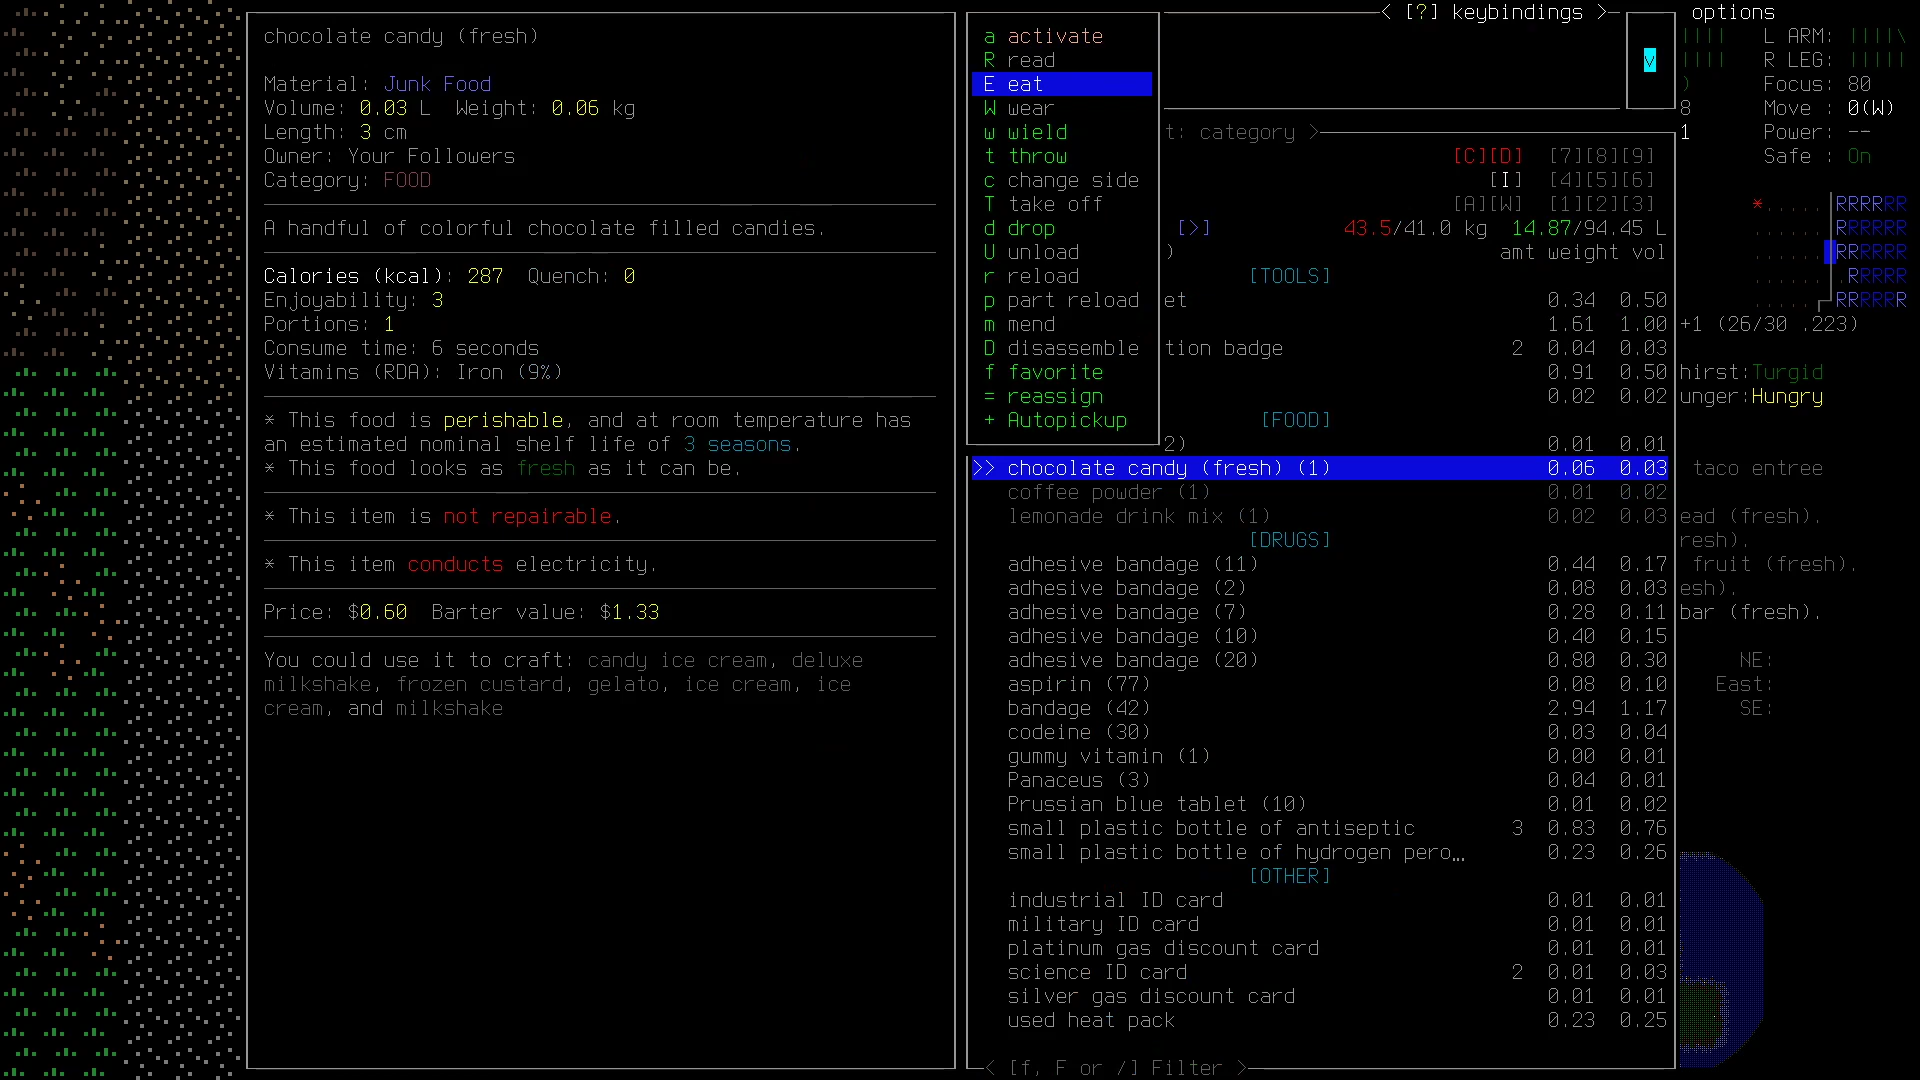 chocolate candy (fresh)
Material: Junk Food
Volume: 0.03 L  Weight: 0.06 kg
Length: 3 cm
Owner: Your Followers
Category: FOOD
A handful of colorful chocolate filled candies.
Calories (kcal): 287  Quench: 0
Enjoyability: 3
Portions: 1
Consume time: 6 seconds
Vitamins (RDA): Iron (9%)
* This food is perishable, and at room temperature has
an estimated nominal shelf life of 3 seasons.
* This food looks as fresh as it can be.
* This item is not repairable.
* This item conducts electricity.
Price: $0.60  Barter value: $1.33
You could use it to craft: candy ice cream, deluxe
milkshake, frozen custard, gelato, ice cream, ice
cream, and milkshake
a activate
R read
E eat
W wear
w wield
t throw
c change side
T take off
d drop
U unload
r reload
p part reload
m mend
D disassemble
f favorite
= reassign
+ Autopickup
< [?] keybindings >
v
t: category >
[C][D] [7][8][9]
[I] [4][5][6]
[A][W] [1][2][3]
[>] 43.5/41.0 kg 14.87/94.45 L
) amt weight vol
[TOOLS]
et 0.34 0.50
1.61 1.00
tion badge 2 0.04 0.03
0.91 0.50
0.02 0.02
[FOOD]
2) 0.01 0.01
>> chocolate candy (fresh) (1) 0.06 0.03
coffee powder (1) 0.01 0.02
lemonade drink mix (1) 0.02 0.03
[DRUGS]
adhesive bandage (11) 0.44 0.17
adhesive bandage (2) 0.08 0.03
adhesive bandage (7) 0.28 0.11
adhesive bandage (10) 0.40 0.15
adhesive bandage (20) 0.80 0.30
aspirin (77) 0.08 0.10
bandage (42) 2.94 1.17
codeine (30) 0.03 0.04
gummy vitamin (1) 0.00 0.01
Panaceus (3) 0.04 0.01
Prussian blue tablet (10) 0.01 0.02
small plastic bottle of antiseptic 3 0.83 0.76
small plastic bottle of hydrogen pero… 0.23 0.26
[OTHER]
industrial ID card 0.01 0.01
military ID card 0.01 0.01
platinum gas discount card 0.01 0.01
science ID card 2 0.01 0.03
silver gas discount card 0.01 0.01
used heat pack 0.23 0.25
< [f, F or /] Filter >
options
|||| L ARM: ||||\
|||| R LEG: |||||
) Focus: 80
8 Move : 0(W)
1 Power: --
Safe : On
*.....|RRRRRR
......|RRRRRR
......RRRRRR
......RRRRR
.....RRRRRR
+1 (26/30 .223)
hirst:Turgid
unger:Hungry
taco entree
ead (fresh).
resh).
fruit (fresh).
esh).
bar (fresh).
NE:
East:
SE: